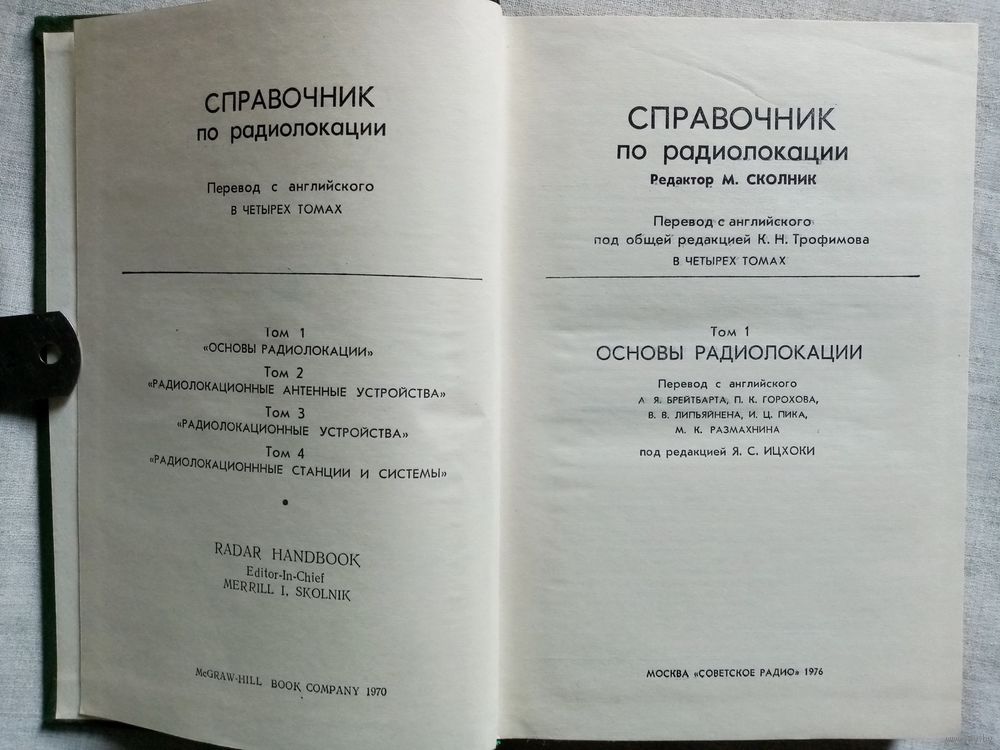 СПРАВОЧНИК
по радиолокации
Перевод с английского
В ЧЕТЫРЕХ ТОМАХ
Том 1
«ОСНОВЫ РАДИОЛОКАЦИИ»
Том 2
«РАДИОЛОКАЦИОННЫЕ АНТЕННЫЕ УСТРОЙСТВА»
Том 3
«РАДИОЛОКАЦИОННЫЕ УСТРОЙСТВА»
Том 4
«РАДИОЛОКАЦИОНННЫЕ СТАНЦИИ И СИСТЕМЫ»
RADAR HANDBOOK
Editor-In-Chief
MERRILL I. SKOLNIK
McGRAW-HILL BOOK COMPANY 1970
СПРАВОЧНИК
по радиолокации
Редактор М. СКОЛНИК
Перевод с английского
под общей редакцией К. Н. Трофимова
В ЧЕТЫРЕХ ТОМАХ
Том 1
ОСНОВЫ РАДИОЛОКАЦИИ
Перевод с английского
А. Я. БРЕЙТБАРТА, П. К. ГОРОХОВА,
В. В. ЛИПЬЯЙНЕНА, И. Ц. ПИКА,
М. К. РАЗМАХНИНА
под редакцией Я. С. ИЦХОКИ
МОСКВА «СОВЕТСКОЕ РАДИО» 1976